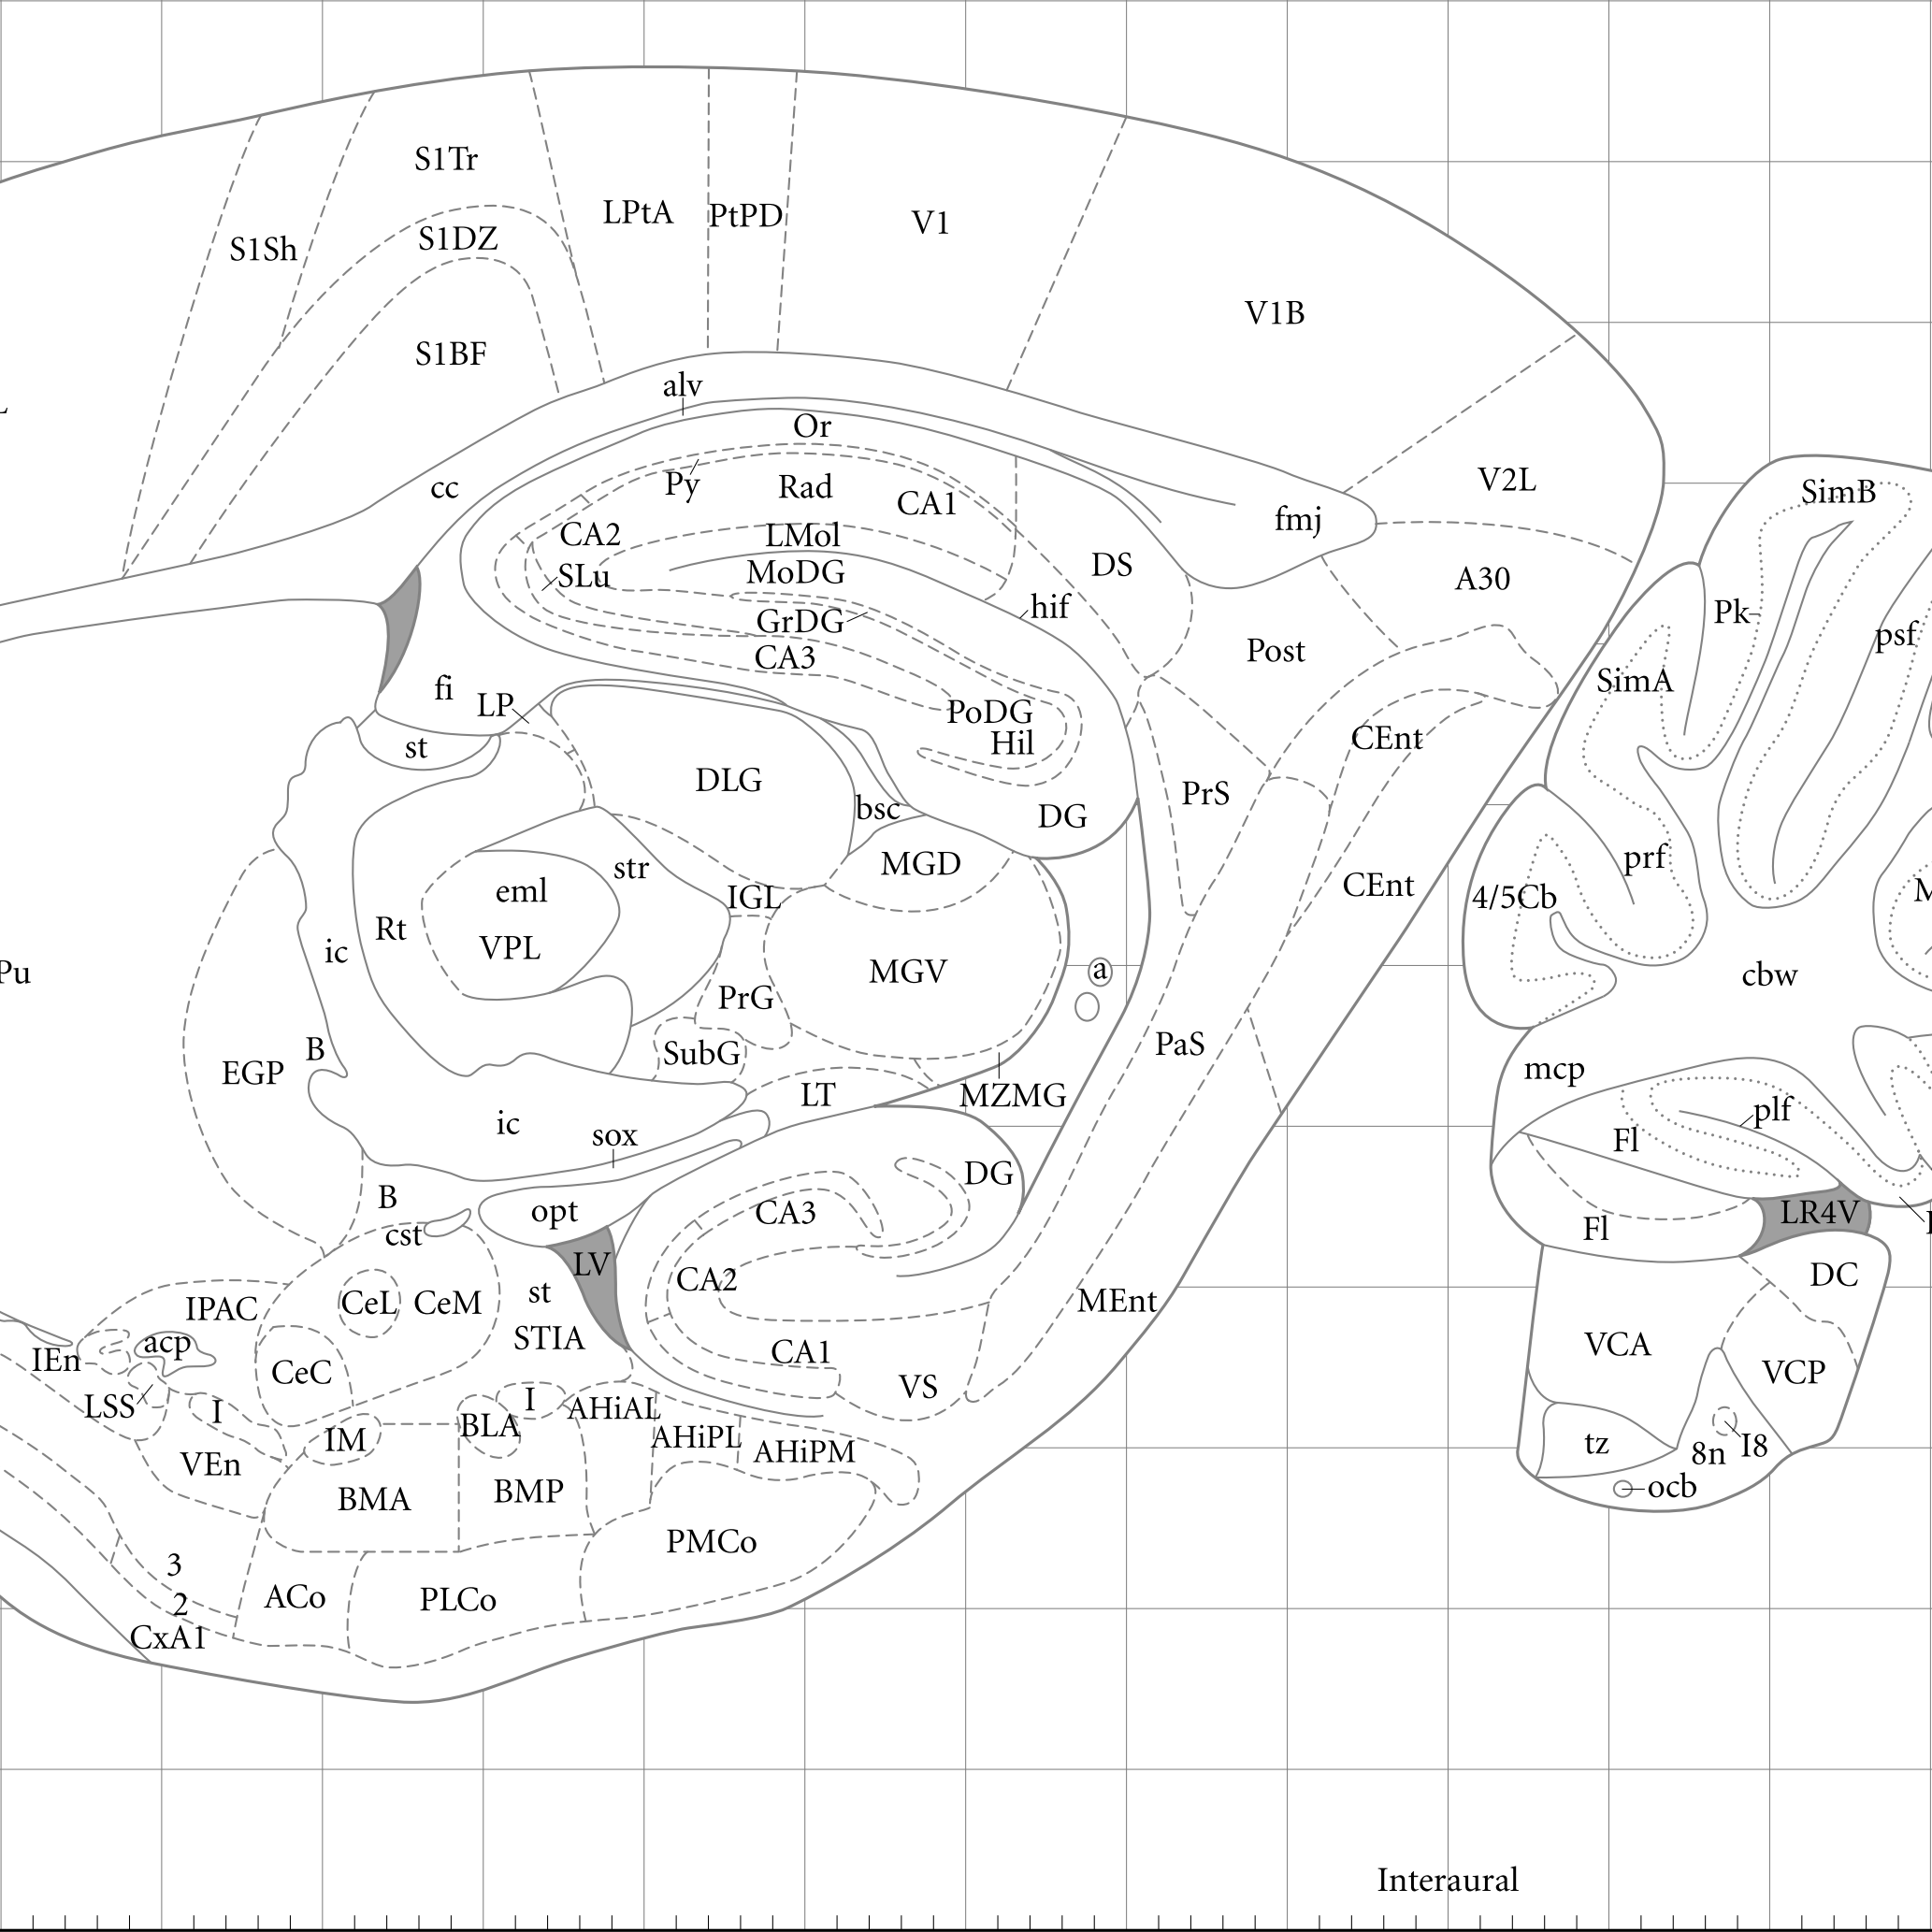 S1Tr
LPtA
PtPD
V1
S1Sh
S1DZ
V1B
S1BF
alv
Or
cc
Py
Rad
CA1
V2L
SimB
fmj
CA2
LMol
DS
SLu
MoDG
A30
hif
Pk
GrDG
psf
CA3
Post
SimA
fi
LP
PoDG
Hil
CEnt
st
DLG
PrS
bsc
DG
MGD
prf
str
eml
IGL
CEnt
4/5Cb
Rt
VPL
ic
MGV
a
cbw
Pu
PrG
B
SubG
PaS
EGP
mcp
LT
MZMG
plf
ic
sox
Fl
DG
B
opt
CA3
LR4V
cst
Fl
LV
CA2
DC
IPAC
CeL
CeM
st
MEnt
acp
STIA
IEn
CA1
VCA
CeC
VCP
VS
LSS
I
I
AHiAL
BLA
IM
AHiPL
AHiPM
tz
8n
I8
VEn
BMA
BMP
ocb
PMCo
3
2
ACo
PLCo
CxA1
Interaural